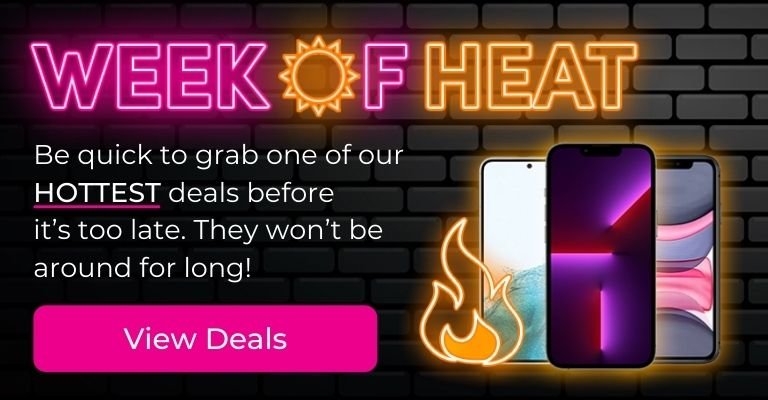 WEEK OF HEAT
Be quick to grab one of our
HOTTEST deals before
it’s too late. They won’t be
around for long!
View Deals